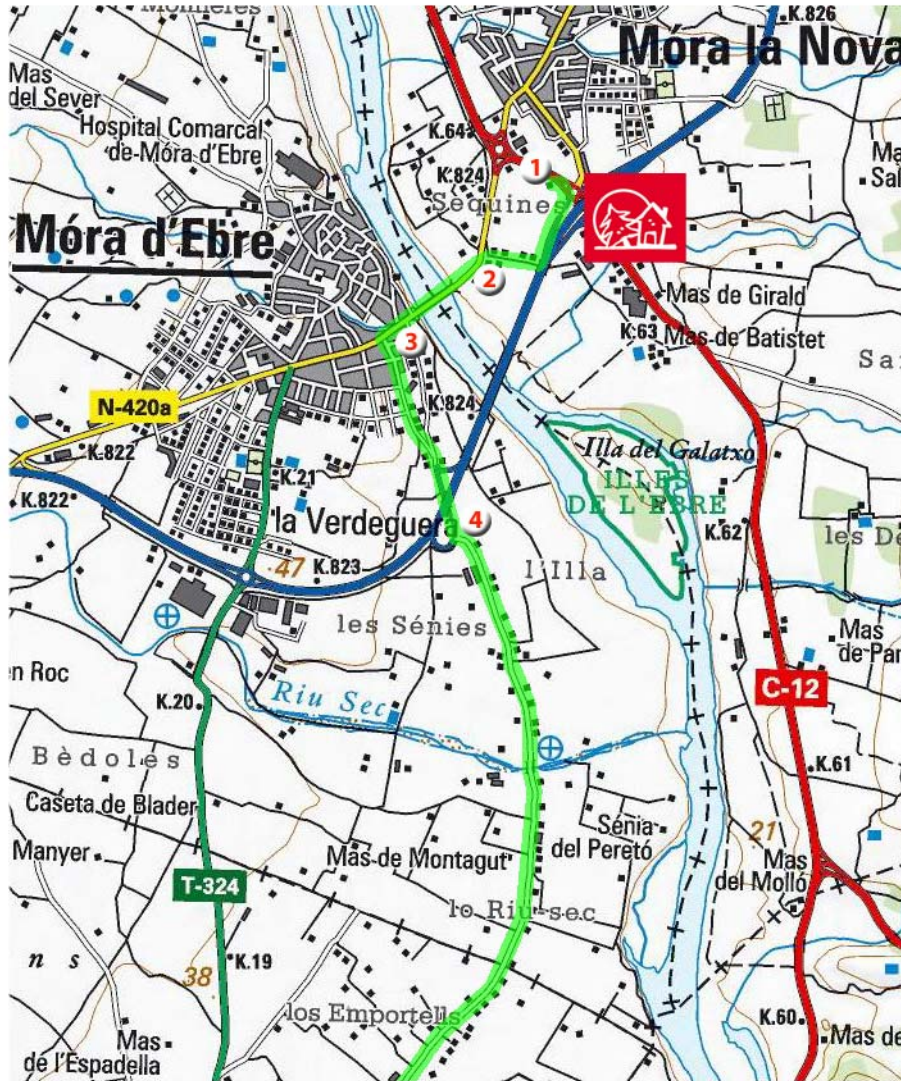 Mohíeres
K.826
Móra la Nova
Mas
del Sever
Hospital Comarcal
de Móra d'Ebre
K.64
1
K.824
Séquines
Ma
Sal
Móra d'Ebre
2
Mas de Girald
3
K.63
Mas de Batistet
Sa
N-420a
K.824
K.822
K.21
Illa del Galatxo
ILLES
DE L'EBRE
K.822
la Verdeguera
4
K.62
les De
47
K.823
l'Illa
les Sénies
Mas
de Par
en Roc
Riu Sec
K.20
C-12
Bèdoles
K.61
Caseta de Blader
Sénia
del Peretó
21
Manyer
Mas de Montagut
Mas
del Molló
T-324
lo Riu-sec
n s
K.19
38
los Emportells
K.60
Mas
de l'Espadella
Mas de